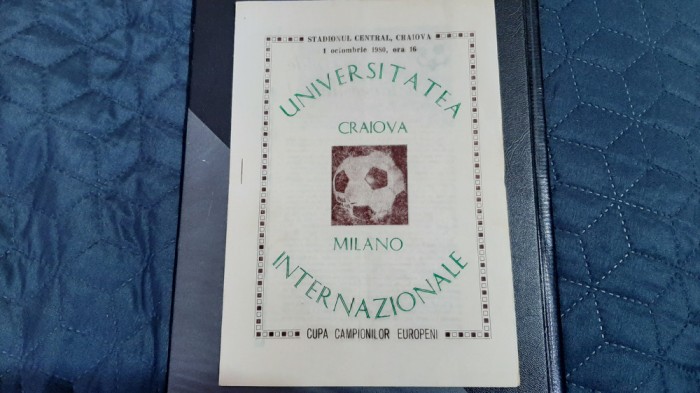 STADIONUL CENTRAL, CRAIOVA
1 octombrie 1980, ora 16
UNIVERSITATEA
CRAIOVA
MILANO
INTERNAZIONALE
CUPA CAMPIONILOR EUROPENI